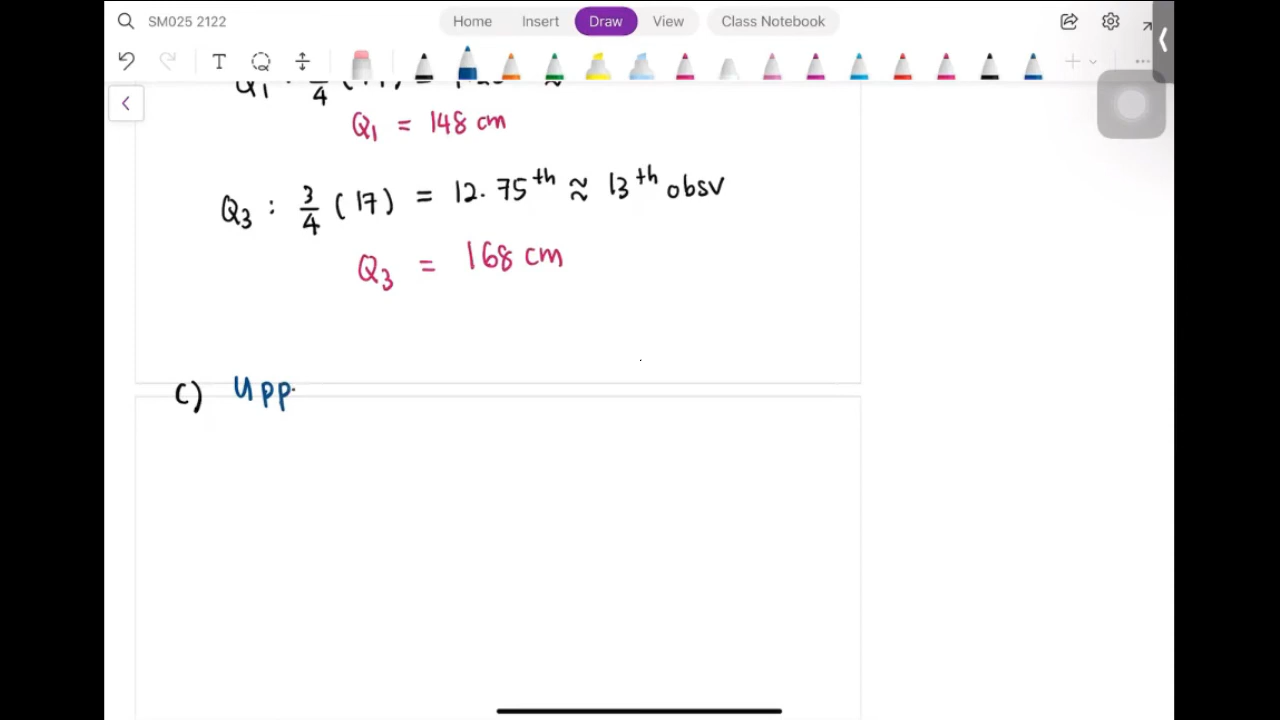 SM025 2122
Home Insert Draw View Class Notebook
T
4
Q1 = 148 cm
Q3 : 3/4 (17) = 12.75th ≈ 13th obsv
Q3 = 168 cm
C) Upp